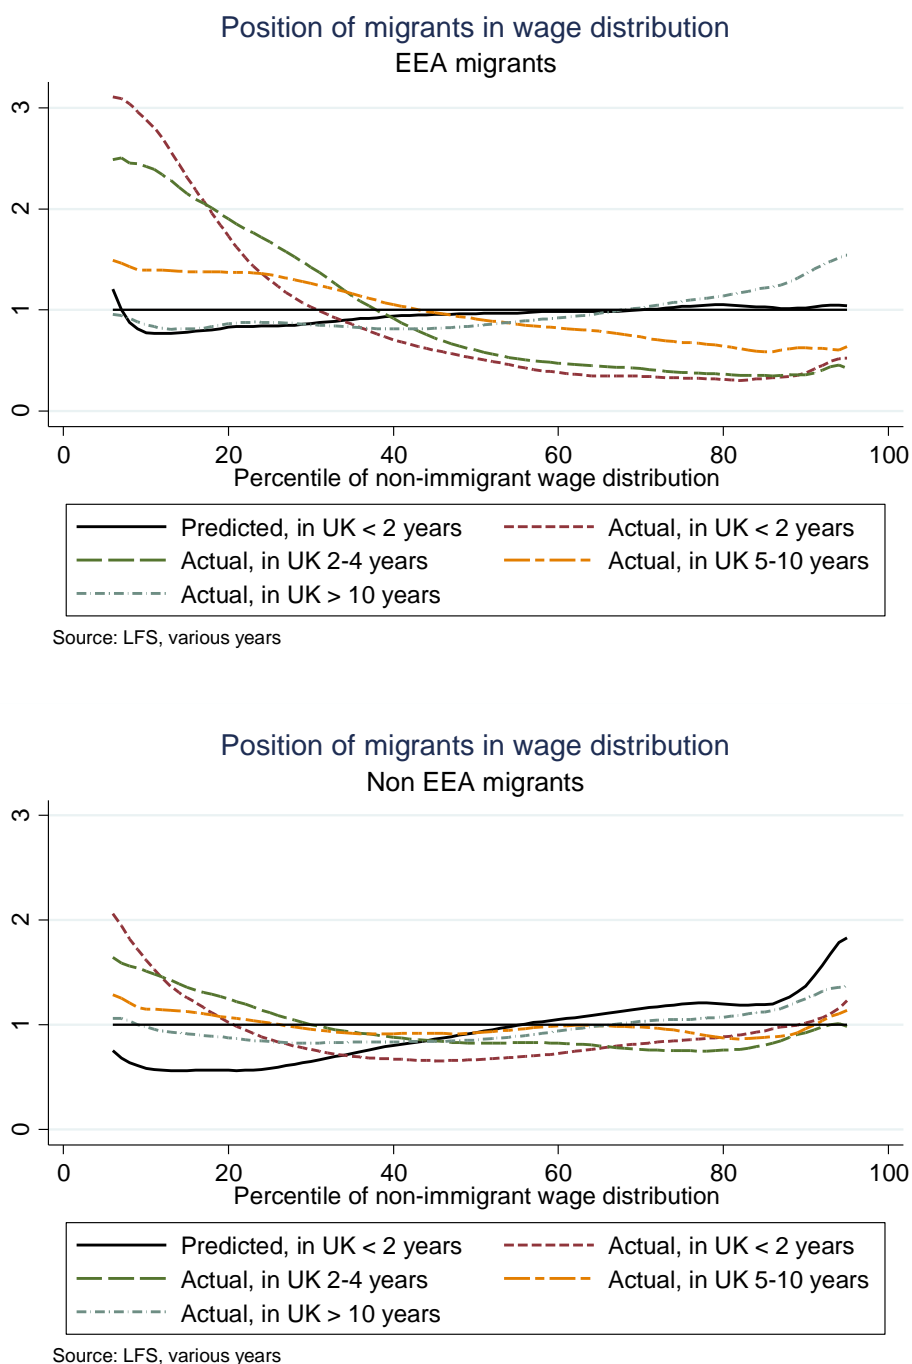 Position of migrants in wage distribution
EEA migrants
3
2
1
0
0 20 40 60 80 100
Percentile of non-immigrant wage distribution
Predicted, in UK < 2 years Actual, in UK < 2 years
Actual, in UK 2-4 years Actual, in UK 5-10 years
Actual, in UK > 10 years
Source: LFS, various years
Position of migrants in wage distribution
Non EEA migrants
3
2
1
0
0 20 40 60 80 100
Percentile of non-immigrant wage distribution
Predicted, in UK < 2 years Actual, in UK < 2 years
Actual, in UK 2-4 years Actual, in UK 5-10 years
Actual, in UK > 10 years
Source: LFS, various years